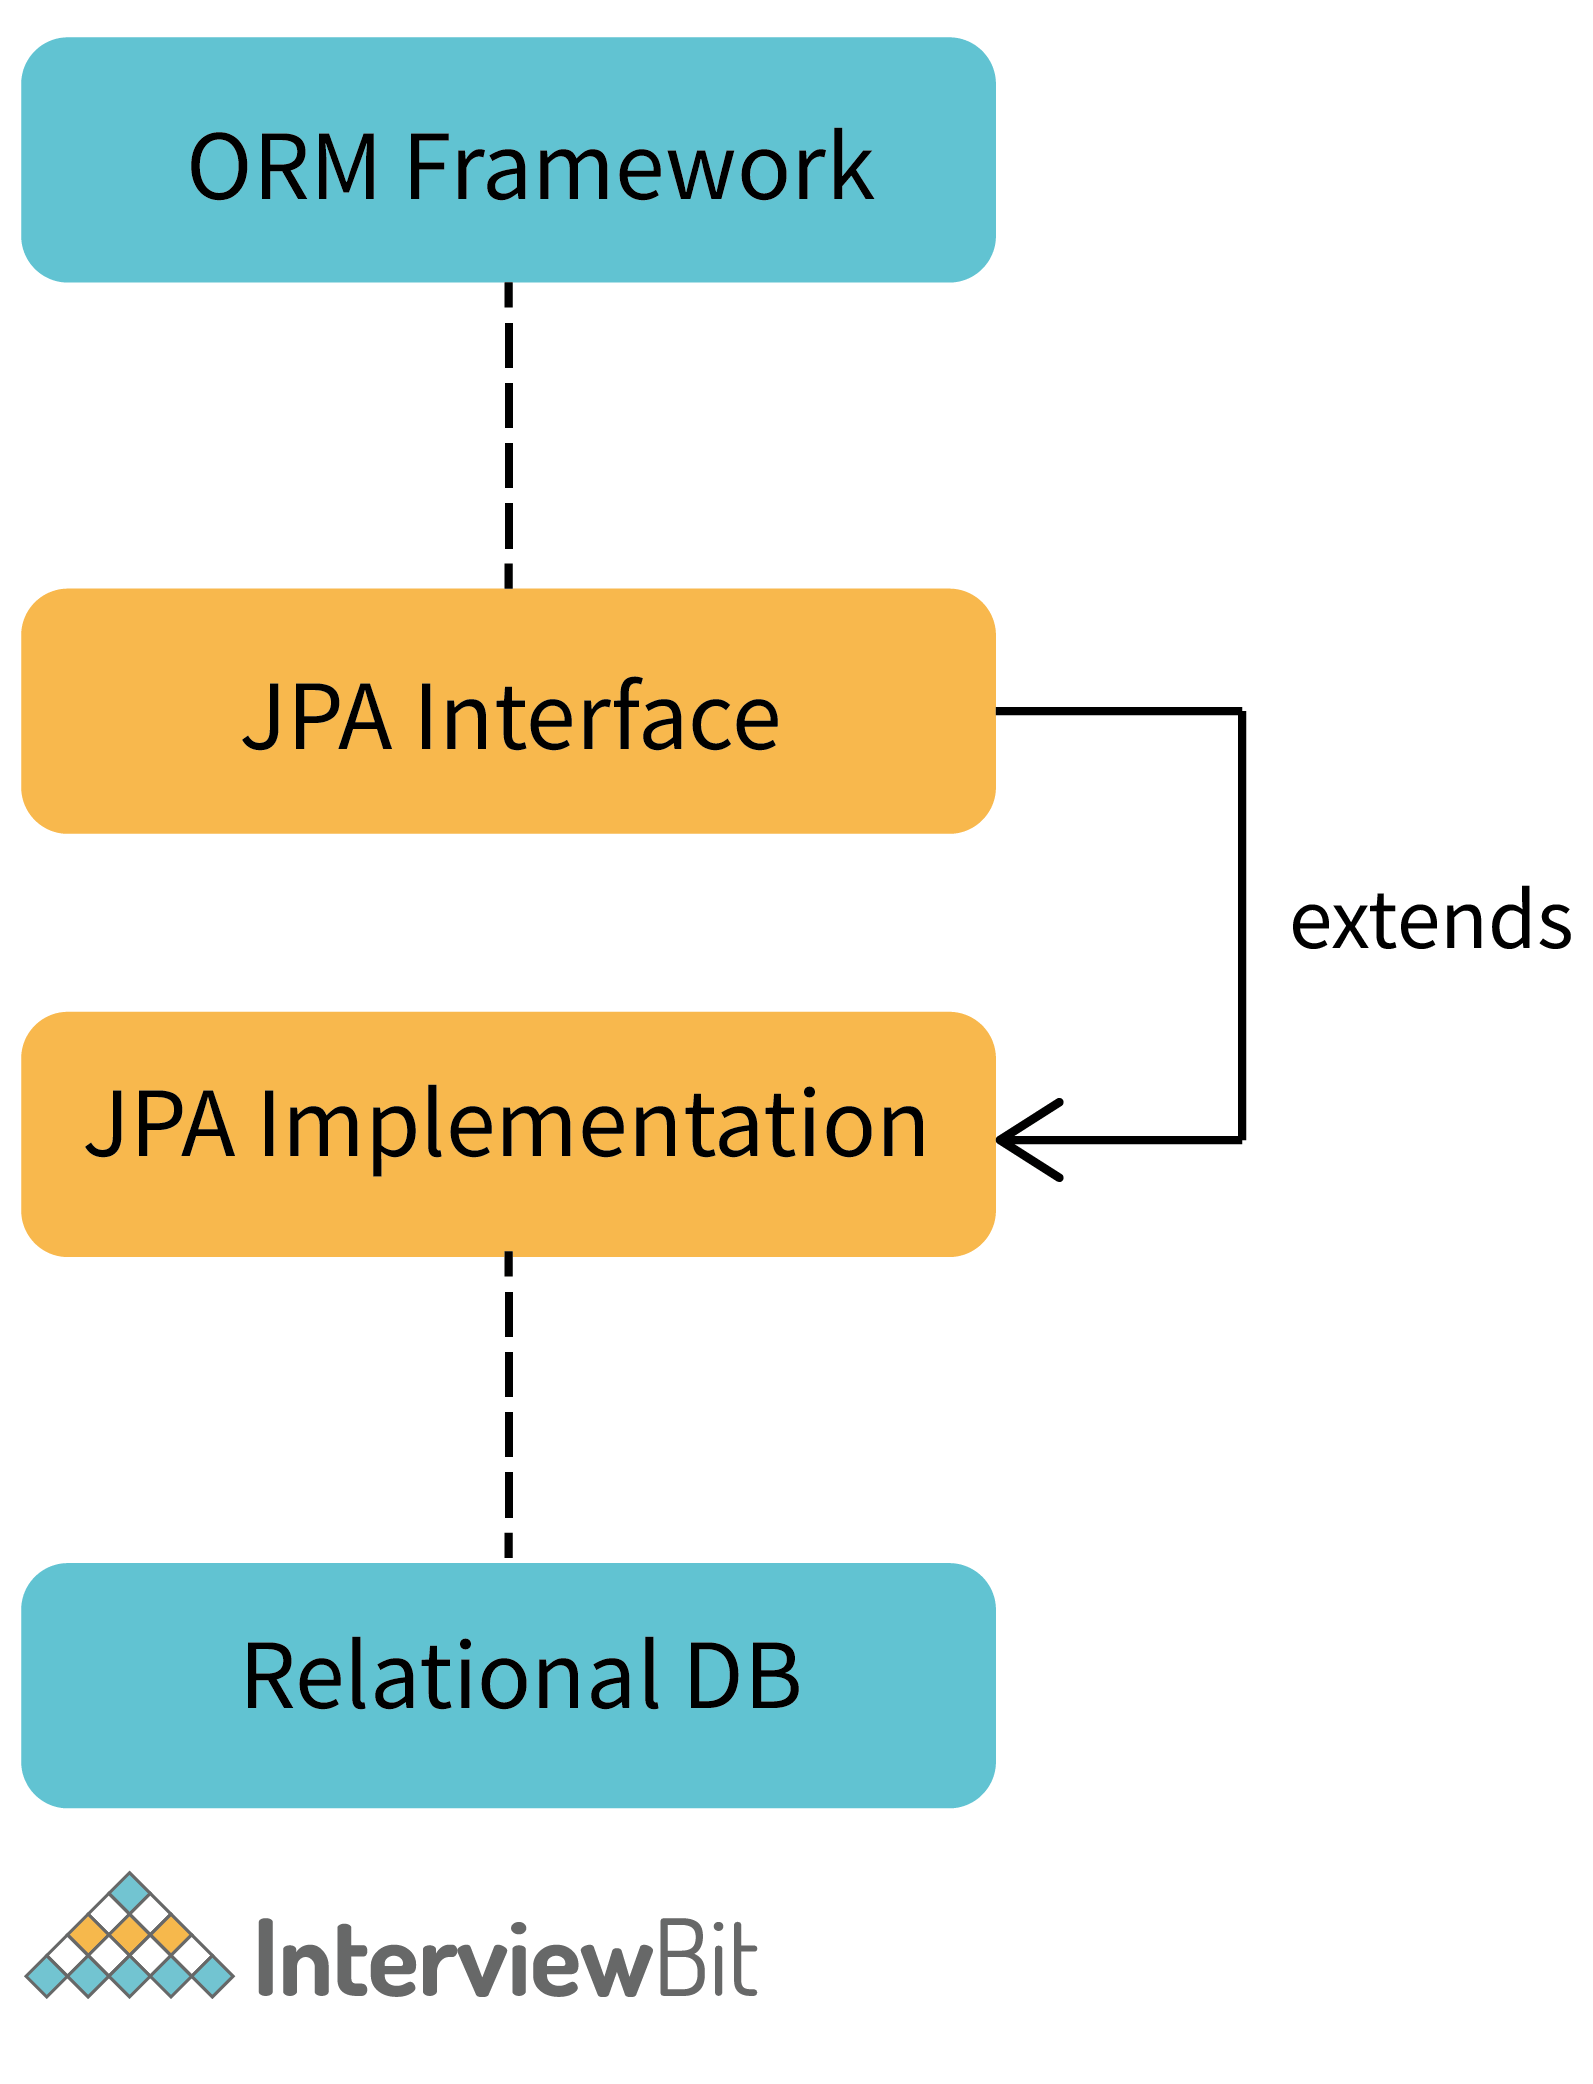 ORM Framework
JPA Interface
extends
JPA Implementation
Relational DB
InterviewBit